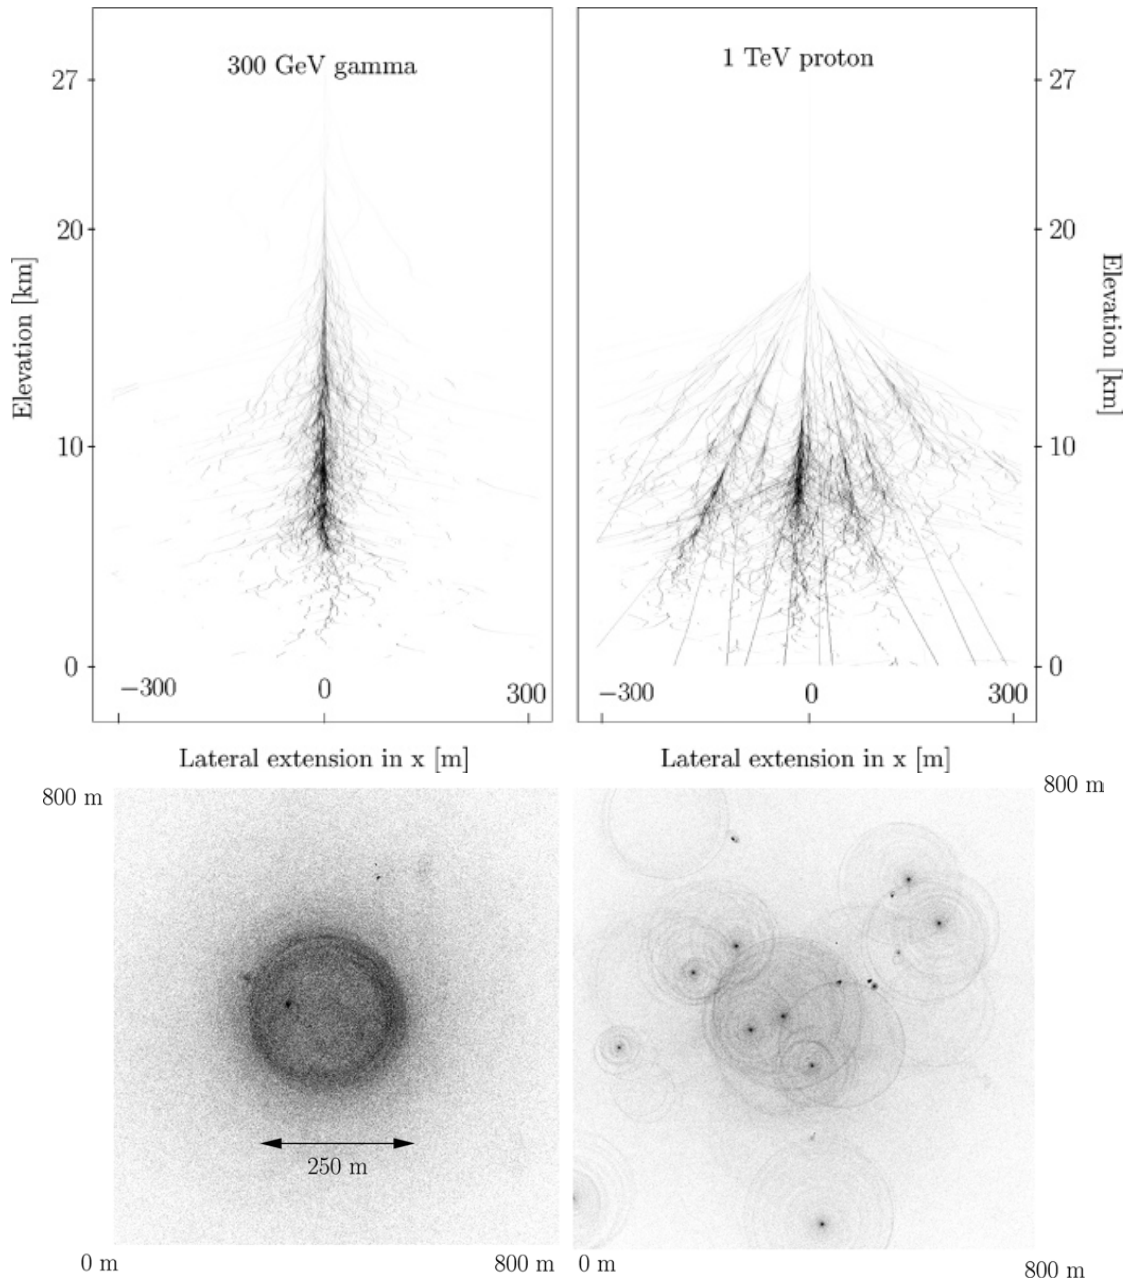 300 GeV gamma
27
20
10
0
Elevation [km]
−300
0
300
Lateral extension in x [m]
1 TeV proton
27
20
10
0
Elevation [km]
−300
0
300
Lateral extension in x [m]
800 m
250 m
0 m
800 m
800 m
0 m
800 m